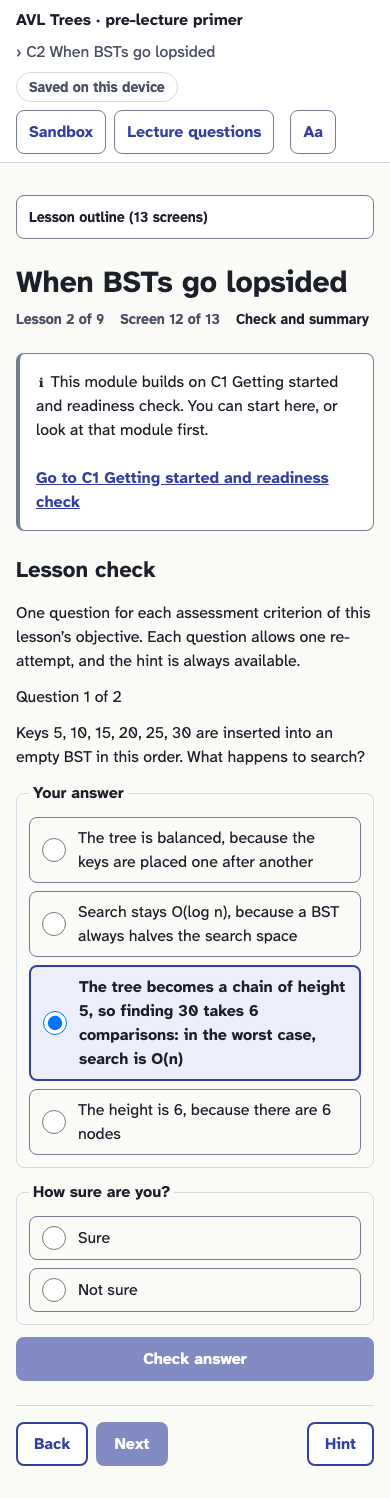 AVL Trees · pre-lecture primer
› C2 When BSTs go lopsided
Saved on this device
Sandbox
Lecture questions
Aa
Lesson outline (13 screens)
When BSTs go lopsided
Lesson 2 of 9 Screen 12 of 13 Check and summary
i This module builds on C1 Getting started
and readiness check. You can start here, or
look at that module first.
Go to C1 Getting started and readiness
check
Lesson check
One question for each assessment criterion of this
lesson's objective. Each question allows one re-
attempt, and the hint is always available.
Question 1 of 2
Keys 5, 10, 15, 20, 25, 30 are inserted into an
empty BST in this order. What happens to search?
Your answer
The tree is balanced, because the
keys are placed one after another
Search stays O(log n), because a BST
always halves the search space
The tree becomes a chain of height
5, so finding 30 takes 6
comparisons: in the worst case,
search is O(n)
The height is 6, because there are 6
nodes
How sure are you?
Sure
Not sure
Check answer
Back
Next
Hint